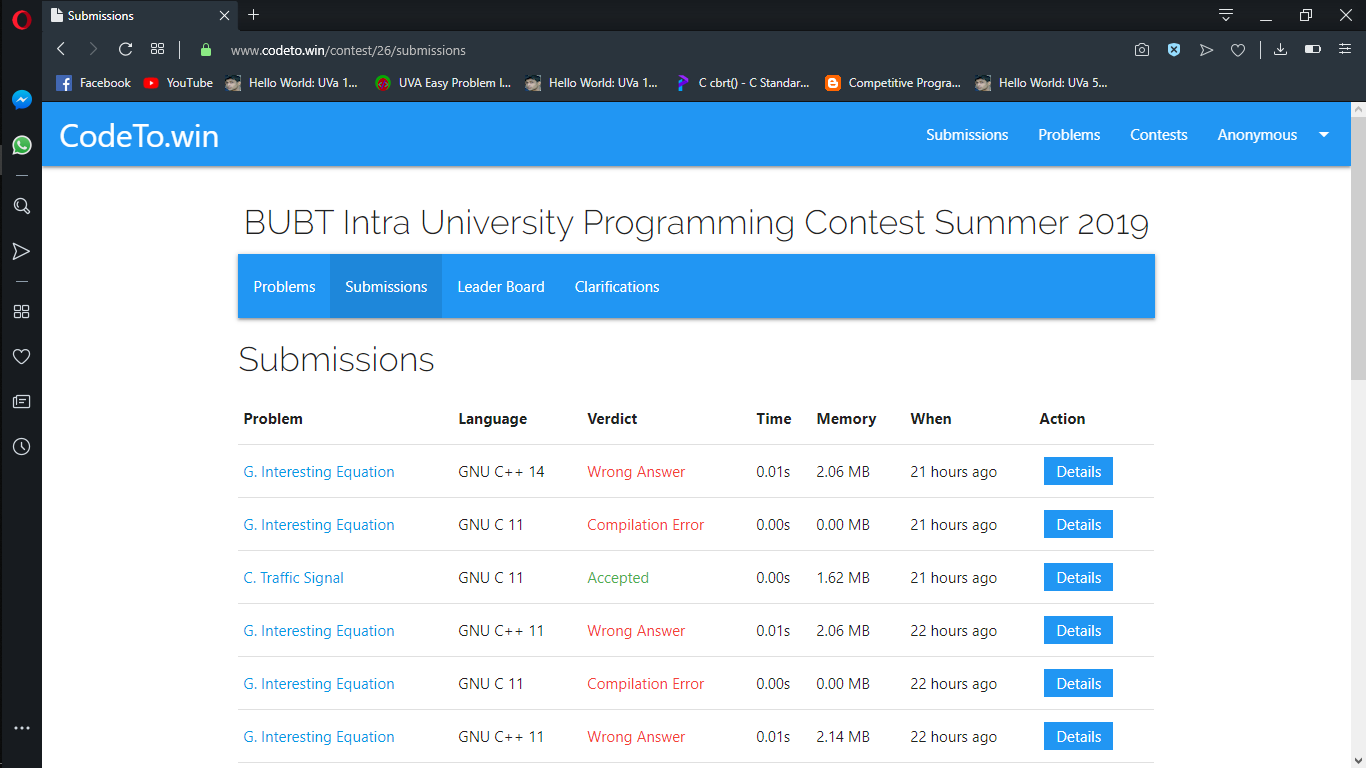 Submissions
www.codeto.win/contest/26/submissions
Facebook YouTube Hello World: UVa 1... UVA Easy Problem I... Hello World: UVa 1... C cbrt() - C Standar... Competitive Progra... Hello World: UVa 5...
CodeTo.win Submissions Problems Contests Anonymous
BUBT Intra University Programming Contest Summer 2019
Problems Submissions Leader Board Clarifications
Submissions
Problem Language Verdict Time Memory When Action
G. Interesting Equation GNU C++ 14 Wrong Answer 0.01s 2.06 MB 21 hours ago Details
G. Interesting Equation GNU C 11 Compilation Error 0.00s 0.00 MB 21 hours ago Details
C. Traffic Signal GNU C 11 Accepted 0.00s 1.62 MB 21 hours ago Details
G. Interesting Equation GNU C++ 11 Wrong Answer 0.01s 2.06 MB 22 hours ago Details
G. Interesting Equation GNU C 11 Compilation Error 0.00s 0.00 MB 22 hours ago Details
G. Interesting Equation GNU C++ 11 Wrong Answer 0.01s 2.14 MB 22 hours ago Details